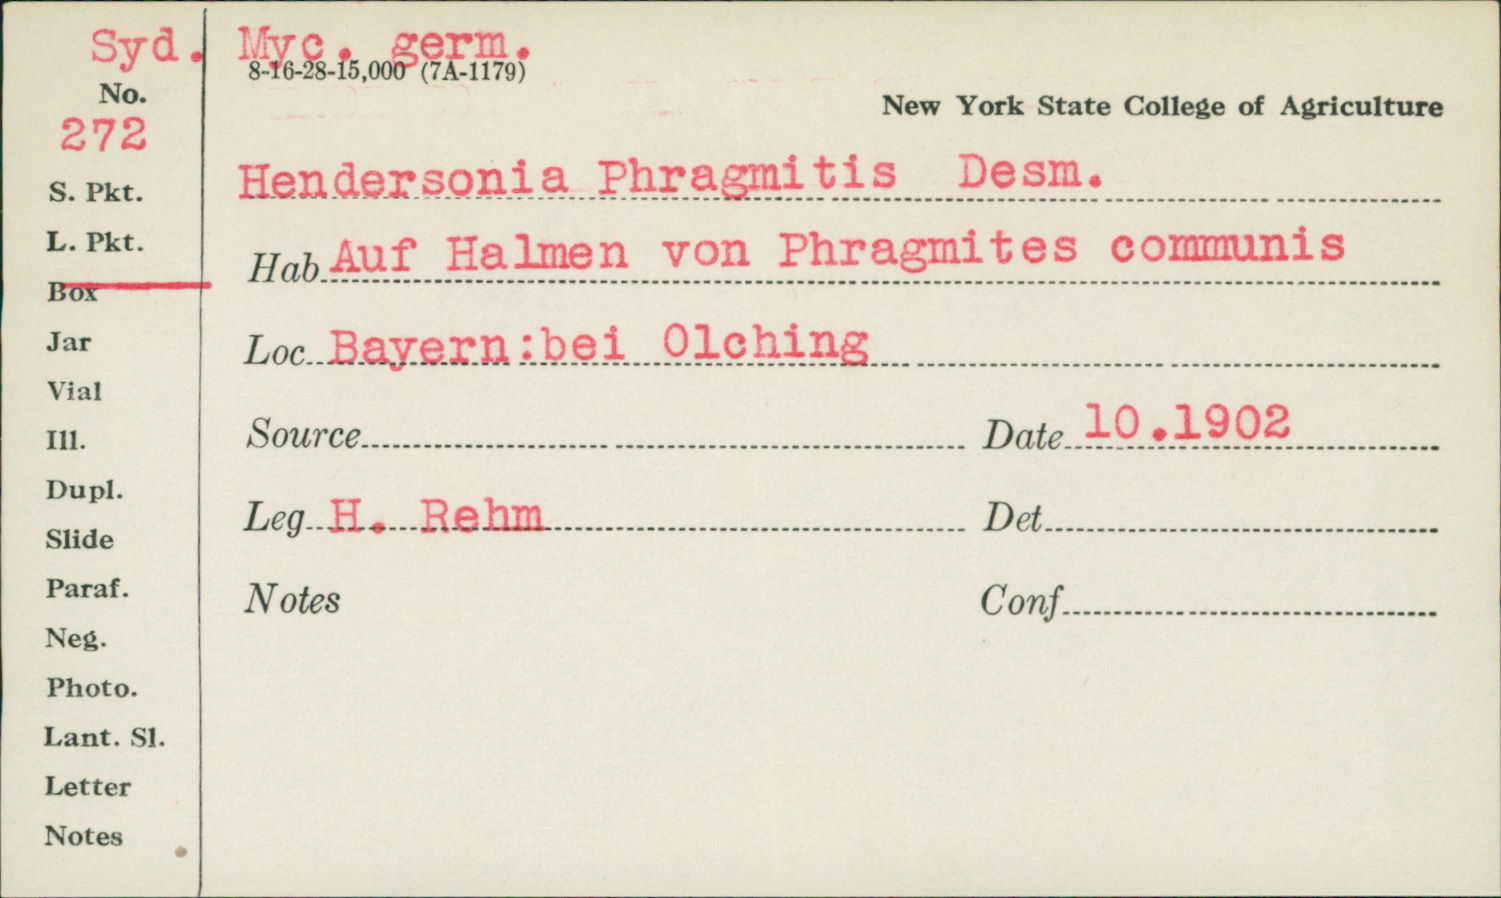 Syd. Myc. germ.
8-16-28-15,000 (7A-1179)
No.
272
New York State College of Agriculture
Hendersonia Phragmitis Desm.
S. Pkt.
L. Pkt.
Hab Auf Halmen von Phragmites communis
Box
Jar
Loc Bayern:bei Olching
Vial
Ill.
Source
Date 10.1902
Dupl.
Slide
Leg H. Rehm
Det
Paraf.
Notes
Conf
Neg.
Photo.
Lant. Sl.
Letter
Notes